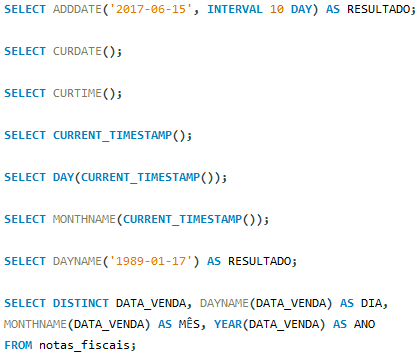 SELECT ADDDATE('2017-06-15', INTERVAL 10 DAY) AS RESULTADO;
SELECT CURDATE();
SELECT CURTIME();
SELECT CURRENT_TIMESTAMP();
SELECT DAY(CURRENT_TIMESTAMP());
SELECT MONTHNAME(CURRENT_TIMESTAMP());
SELECT DAYNAME('1989-01-17') AS RESULTADO;
SELECT DISTINCT DATA_VENDA, DAYNAME(DATA_VENDA) AS DIA,
MONTHNAME(DATA_VENDA) AS MÊS, YEAR(DATA_VENDA) AS ANO
FROM notas_fiscais;